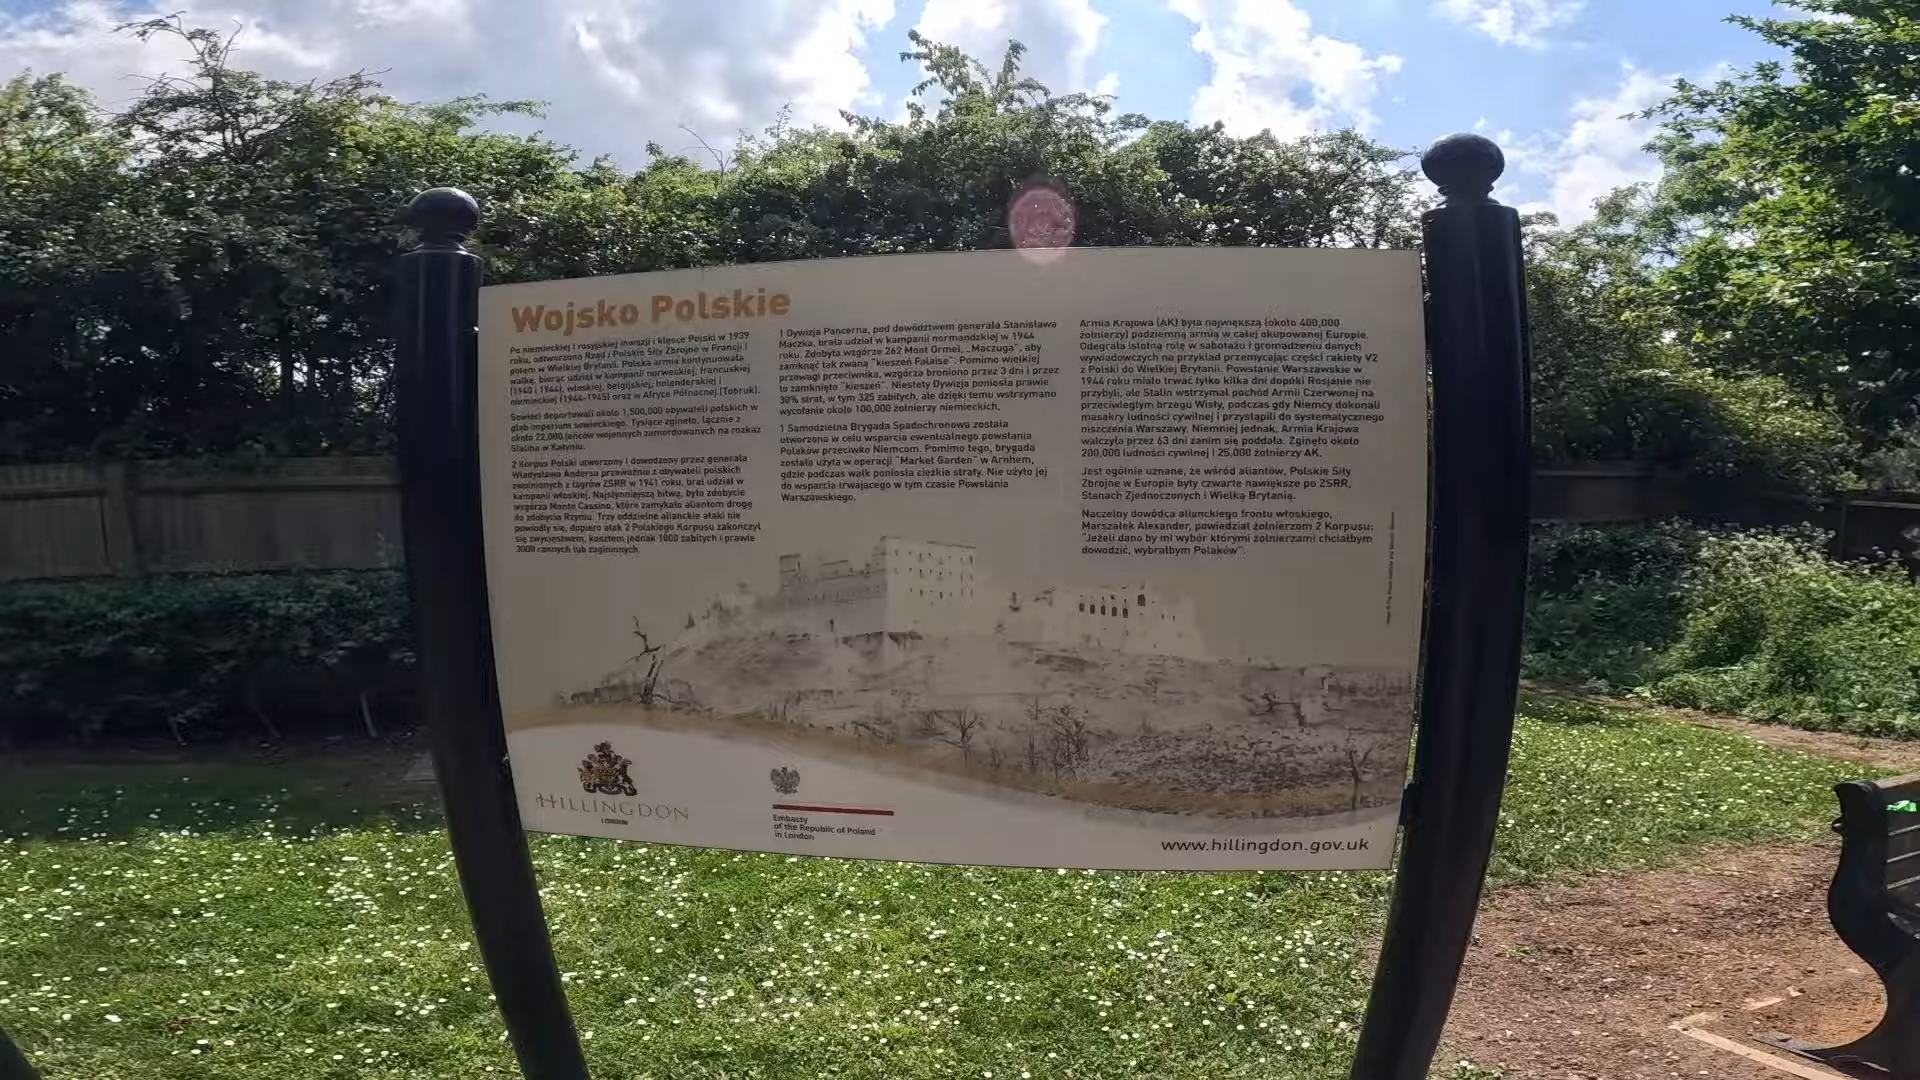 Wojsko Polskie
Po niemieckiej i rosyjskiej inwazji i klęsce Polski w 1939
roku, odtworzono Rząd i Polskie Siły Zbrojne w Francji i
potem w Wielkiej Brytanii. Polska armia kontynuowała
walkę, biorąc udział w kampanii norweskiej, francuskiej
(1940 i 1944), włoskiej, belgijskiej, holenderskiej i
niemieckiej (1944-1945) oraz w Afryce Północnej (Tobruk).
Sowieci deportowali około 1,500,000 obywateli polskich w
głąb imperium sowieckiego. Tysiące zginęło, łącznie z
około 22,000 jeńców wojennych zamordowanych na rozkaz
Stalina w Katyniu.
2 Korpus Polski utworzony i dowodzony przez generała
Władysława Andersa przeważnie z obywateli polskich
zwolnionych z łagrów ZSRR w 1941 roku, brał udział w
kampanii włoskiej. Najsłynniejszą bitwą, było zdobycie
wzgórza Monte Cassino, które zamykało aliantom drogę
do zdobycia Rzymu. Trzy oddzielne alianckie ataki nie
powiodły się, dopiero atak 2 Polskiego Korpusu zakończył
się zwycięstwem, kosztem jednak 1000 zabitych i prawie
3000 rannych lub zaginionych.
1 Dywizja Pancerna, pod dowództwem generała Stanisława
Maczka, brała udział w kampanii normandzkiej w 1944
roku. Zdobyła wzgórze 262 Mont Ormel, „Maczuga", aby
zamknąć tak zwaną "kieszeń Falaise". Pomimo wielkiej
przewagi przeciwnika, wzgórza broniono przez 3 dni i przez
to zamknięto "kieszeń". Niestety Dywizja poniosła prawie
30% strat, w tym 325 zabitych, ale dzięki temu wstrzymano
wycofanie około 100,000 żołnierzy niemieckich.
1 Samodzielna Brygada Spadochronowa została
utworzona w celu wsparcia ewentualnego powstania
Polaków przeciwko Niemcom. Pomimo tego, brygada
została użyta w operacji "Market Garden" w Arnhem,
gdzie podczas walk poniosła ciężkie straty. Nie użyto jej
do wsparcia trwającego w tym czasie Powstania
Warszawskiego.
Armia Krajowa (AK) była największą (około 400,000
żołnierzy) podziemną armią w całej okupowanej Europie.
Odegrała istotną rolę w sabotażu i gromadzeniu danych
wywiadowczych na przykład przemycając części rakiety V2
z Polski do Wielkiej Brytanii. Powstanie Warszawskie w
1944 roku miało trwać tylko kilka dni dopóki Rosjanie nie
przybyli, ale Stalin wstrzymał pochód Armii Czerwonej na
przeciwległym brzegu Wisły, podczas gdy Niemcy dokonali
masakry ludności cywilnej i przystąpili do systematycznego
niszczenia Warszawy. Niemniej jednak, Armia Krajowa
walczyła przez 63 dni zanim się poddała. Zginęło około
200,000 ludności cywilnej i 25,000 żołnierzy AK.
Jest ogólnie uznane, że wśród aliantów, Polskie Siły
Zbrojne w Europie były czwarte nawiększe po ZSRR,
Stanach Zjednoczonych i Wielką Brytanią.
Naczelny dowódca alianckiego frontu włoskiego,
Marszałek Alexander, powiedział żołnierzom 2 Korpusu:
"Jeżeli dano by mi wybór którymi żołnierzami chciałbym
dowodzić, wybrałbym Polaków".
HILLINGDON
LONDON
Embassy
of the Republic of Poland
in London
www.hillingdon.gov.uk